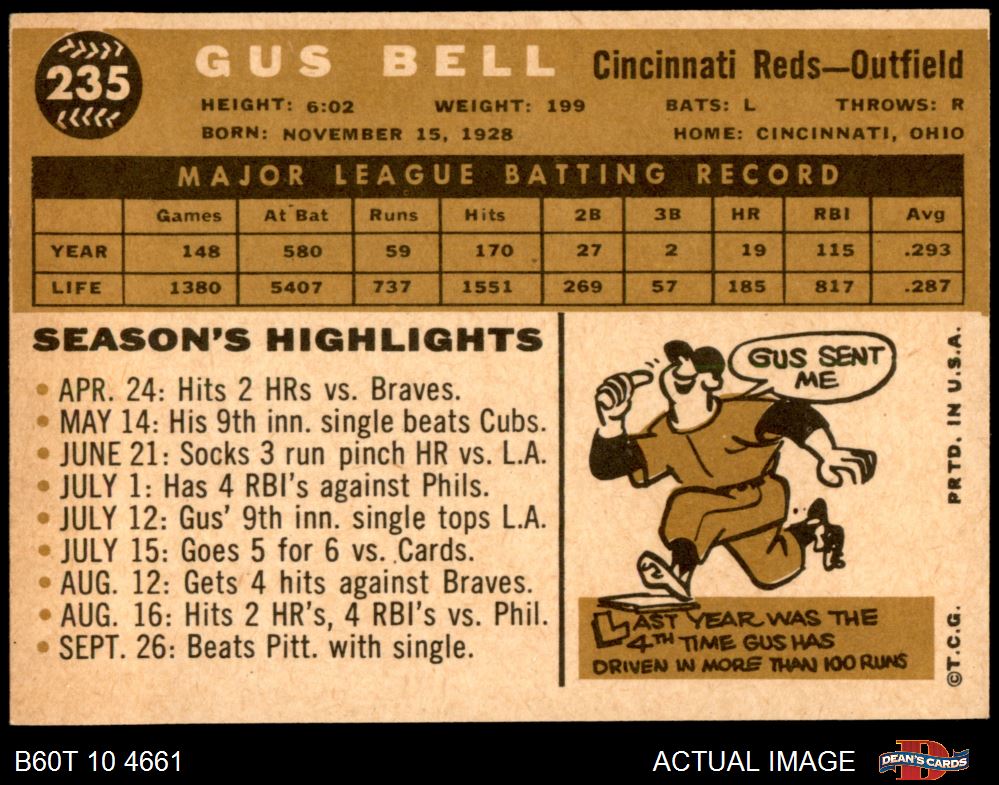 235
GUS BELL
Cincinnati Reds—Outfield
HEIGHT: 6:02 WEIGHT: 199 BATS: L THROWS: R
BORN: NOVEMBER 15, 1928 HOME: CINCINNATI, OHIO
MAJOR LEAGUE BATTING RECORD
Games At Bat Runs Hits 2B 3B HR RBI Avg
YEAR 148 580 59 170 27 2 19 115 .293
LIFE 1380 5407 737 1551 269 57 185 817 .287
SEASON'S HIGHLIGHTS
• APR. 24: Hits 2 HRs vs. Braves.
• MAY 14: His 9th inn. single beats Cubs.
• JUNE 21: Socks 3 run pinch HR vs. L.A.
• JULY 1: Has 4 RBI's against Phils.
• JULY 12: Gus' 9th inn. single tops L.A.
• JULY 15: Goes 5 for 6 vs. Cards.
• AUG. 12: Gets 4 hits against Braves.
• AUG. 16: Hits 2 HR's, 4 RBI's vs. Phil.
• SEPT. 26: Beats Pitt. with single.
GUS SENT
ME
LAST YEAR WAS THE
4TH TIME GUS HAS
DRIVEN IN MORE THAN 100 RUNS
PRTD. IN U.S.A.
©T.C.G.
B60T 10 4661
ACTUAL IMAGE
DEAN'S CARDS